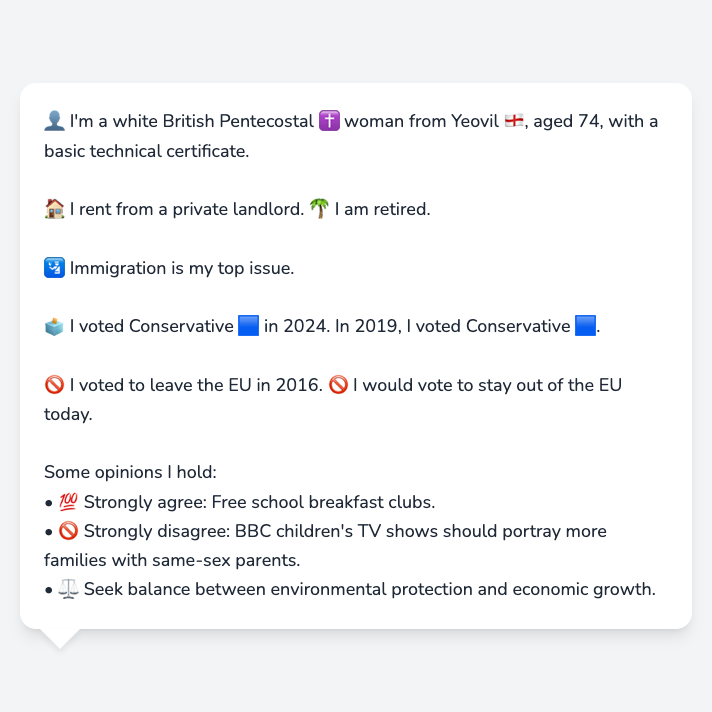 👤 I'm a white British Pentecostal ✝️ woman from Yeovil 🏴󠁧󠁢󠁥󠁮󠁧󠁿, aged 74, with a
basic technical certificate.
🏠 I rent from a private landlord. 🌴 I am retired.
🛂 Immigration is my top issue.
🗳️ I voted Conservative 🟦 in 2024. In 2019, I voted Conservative 🟦.
🚫 I voted to leave the EU in 2016. 🚫 I would vote to stay out of the EU
today.
Some opinions I hold:
• 💯 Strongly agree: Free school breakfast clubs.
• 🚫 Strongly disagree: BBC children's TV shows should portray more
families with same-sex parents.
• ⚖️ Seek balance between environmental protection and economic growth.